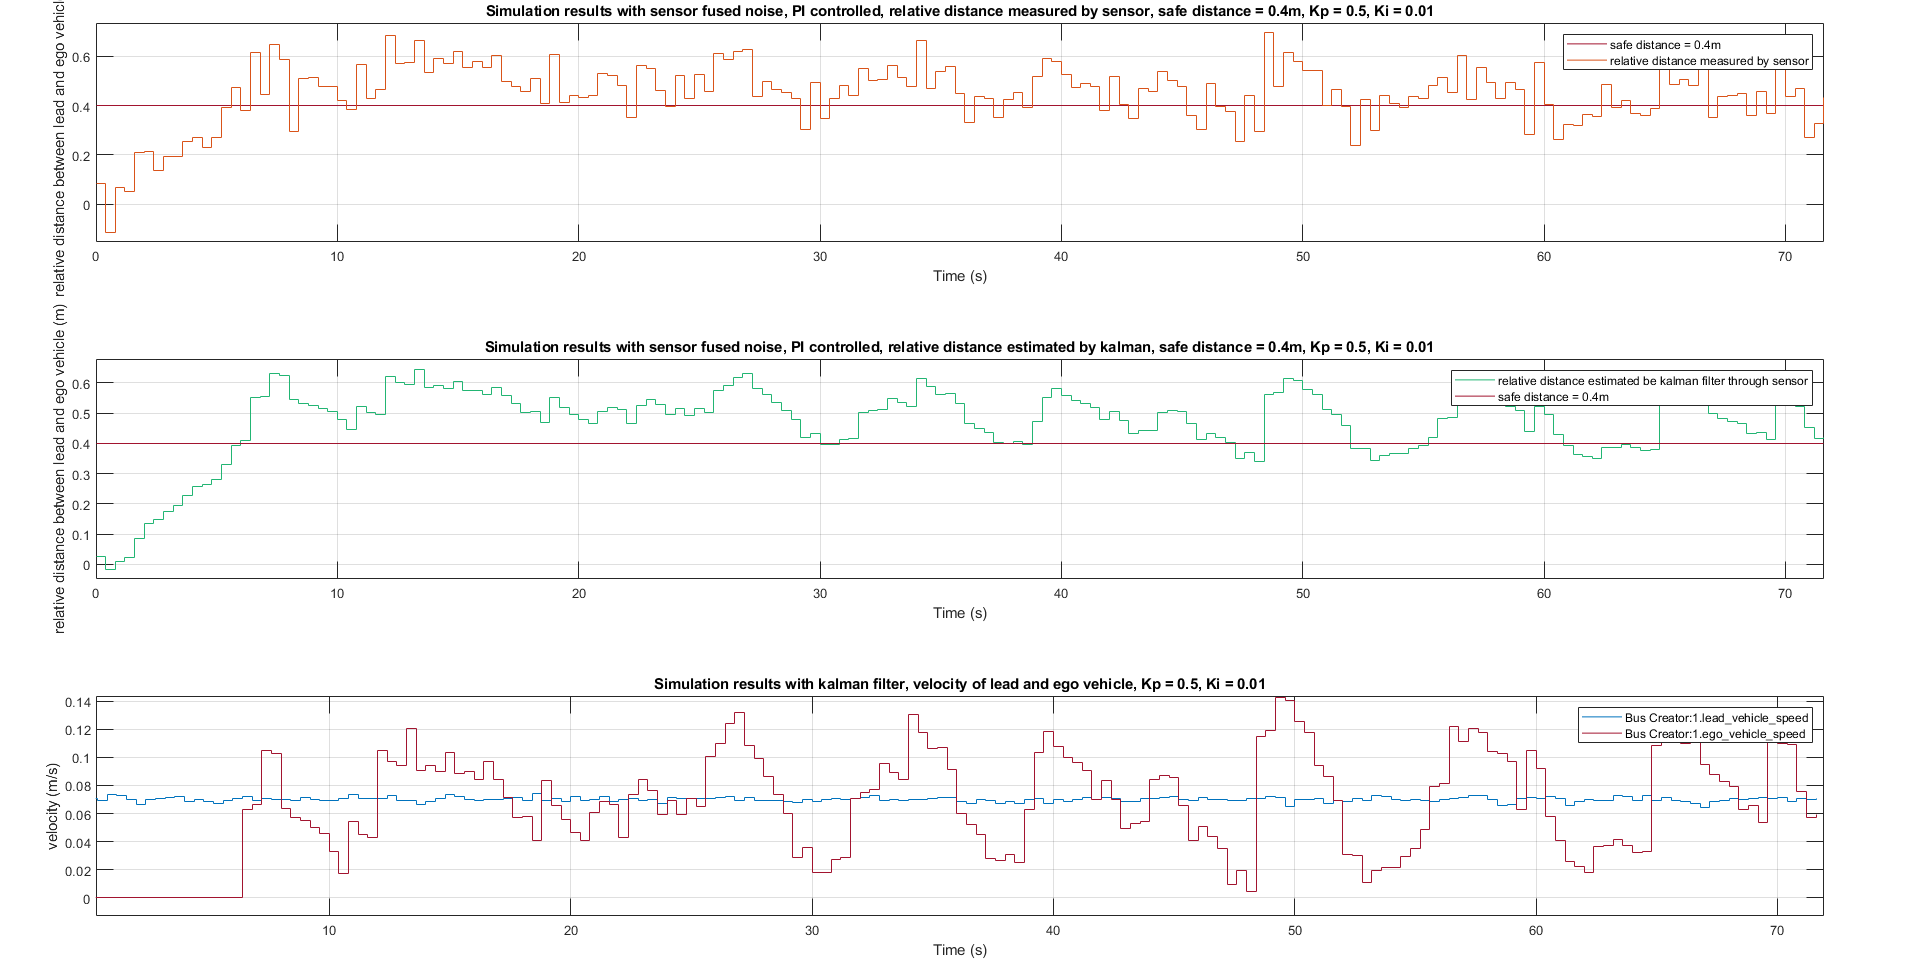 Simulation results with sensor fused noise, PI controlled, relative distance measured by sensor, safe distance = 0.4m, Kp = 0.5, Ki = 0.01
relative distance between lead and ego vehicle
safe distance = 0.4m
relative distance measured by sensor
0.6
0.4
0.2
0
0 10 20 30 40 50 60 70
Time (s)
Simulation results with sensor fused noise, PI controlled, relative distance estimated by kalman, safe distance = 0.4m, Kp = 0.5, Ki = 0.01
relative distance between lead and ego vehicle (m)
relative distance estimated be kalman filter through sensor
safe distance = 0.4m
0.6
0.5
0.4
0.3
0.2
0.1
0
0 10 20 30 40 50 60 70
Time (s)
Simulation results with kalman filter, velocity of lead and ego vehicle, Kp = 0.5, Ki = 0.01
velocity (m/s)
Bus Creator:1.lead_vehicle_speed
Bus Creator:1.ego_vehicle_speed
0.14
0.12
0.1
0.08
0.06
0.04
0.02
0
10 20 30 40 50 60 70
Time (s)